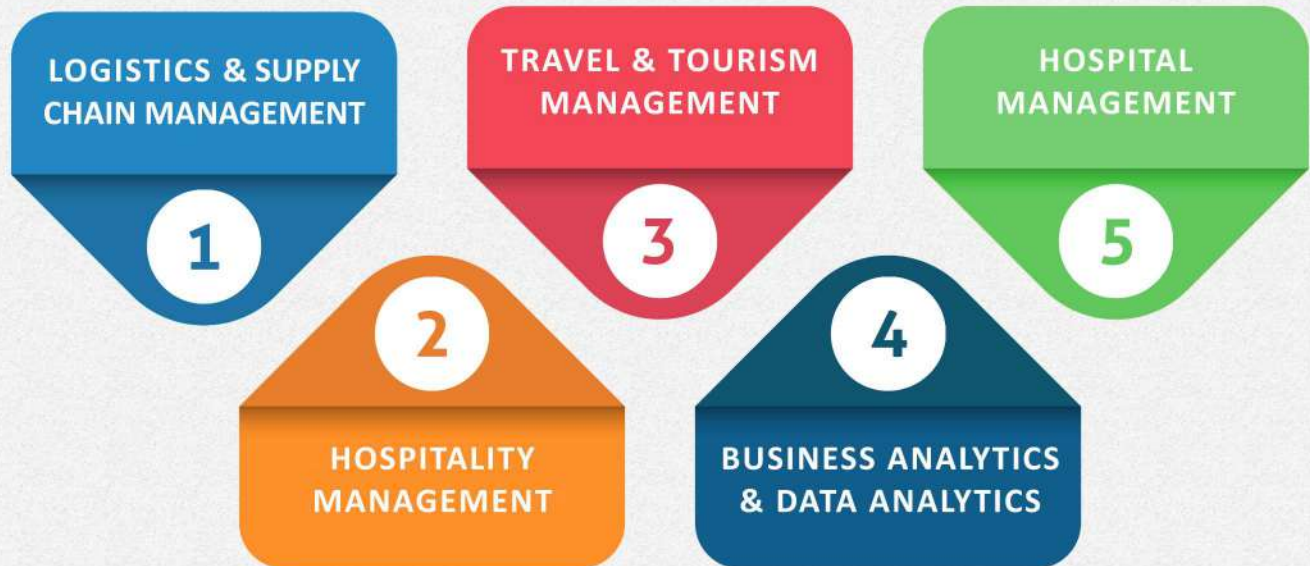 LOGISTICS & SUPPLY
CHAIN MANAGEMENT
1
2
HOSPITALITY
MANAGEMENT
TRAVEL & TOURISM
MANAGEMENT
3
4
BUSINESS ANALYTICS
& DATA ANALYTICS
HOSPITAL
MANAGEMENT
5